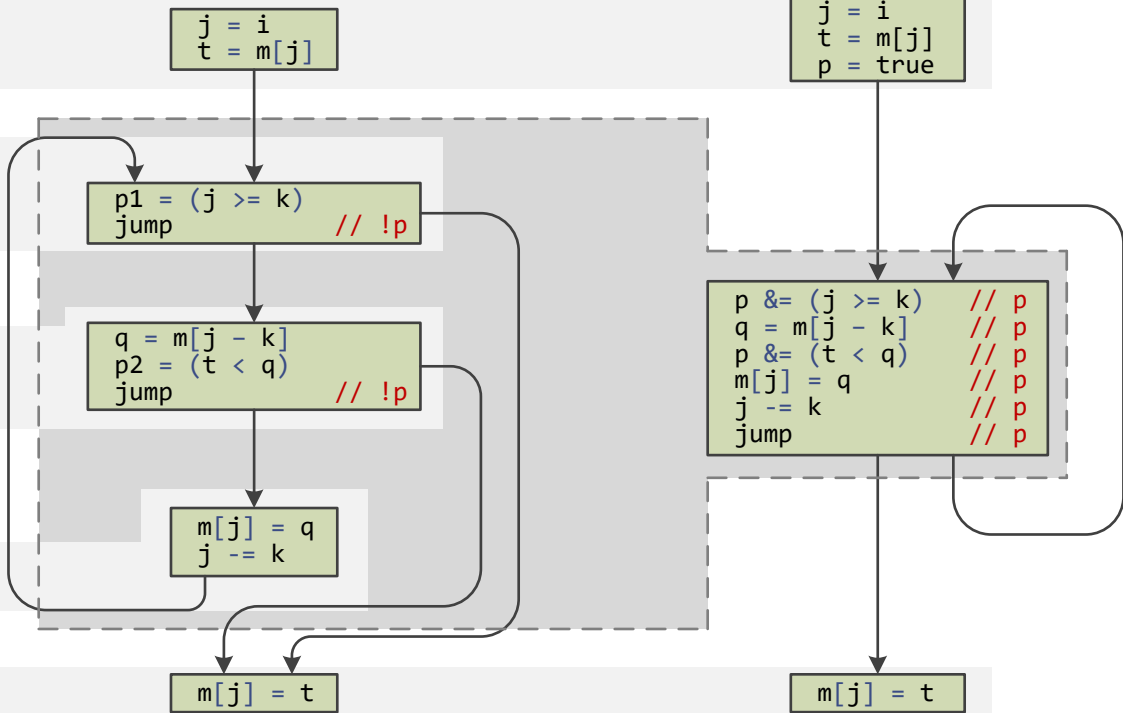 j = i
t = m[j]
p1 = (j >= k)
jump // !p
q = m[j – k]
p2 = (t < q)
jump // !p
m[j] = q
j -= k
m[j] = t
j = i
t = m[j]
p = true
p &= (j >= k) // p
q = m[j – k] // p
p &= (t < q) // p
m[j] = q // p
j -= k // p
jump // p
m[j] = t